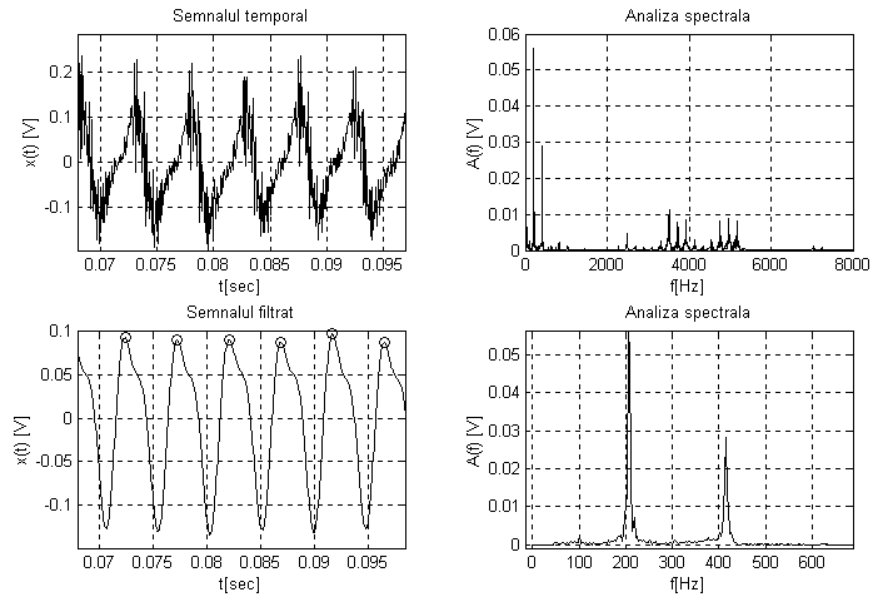 Semnalul temporal
x(t) [V]
0.2
0.1
0
-0.1
0.07 0.075 0.08 0.085 0.09 0.095
t[sec]
Analiza spectrala
A(f) [V]
0.06
0.05
0.04
0.03
0.02
0.01
0
0 2000 4000 6000 8000
f[Hz]
Semnalul filtrat
x(t) [V]
0.1
0.05
0
-0.05
-0.1
0.07 0.075 0.08 0.085 0.09 0.095
t[sec]
Analiza spectrala
A(f) [V]
0.05
0.04
0.03
0.02
0.01
0
0 100 200 300 400 500 600
f[Hz]